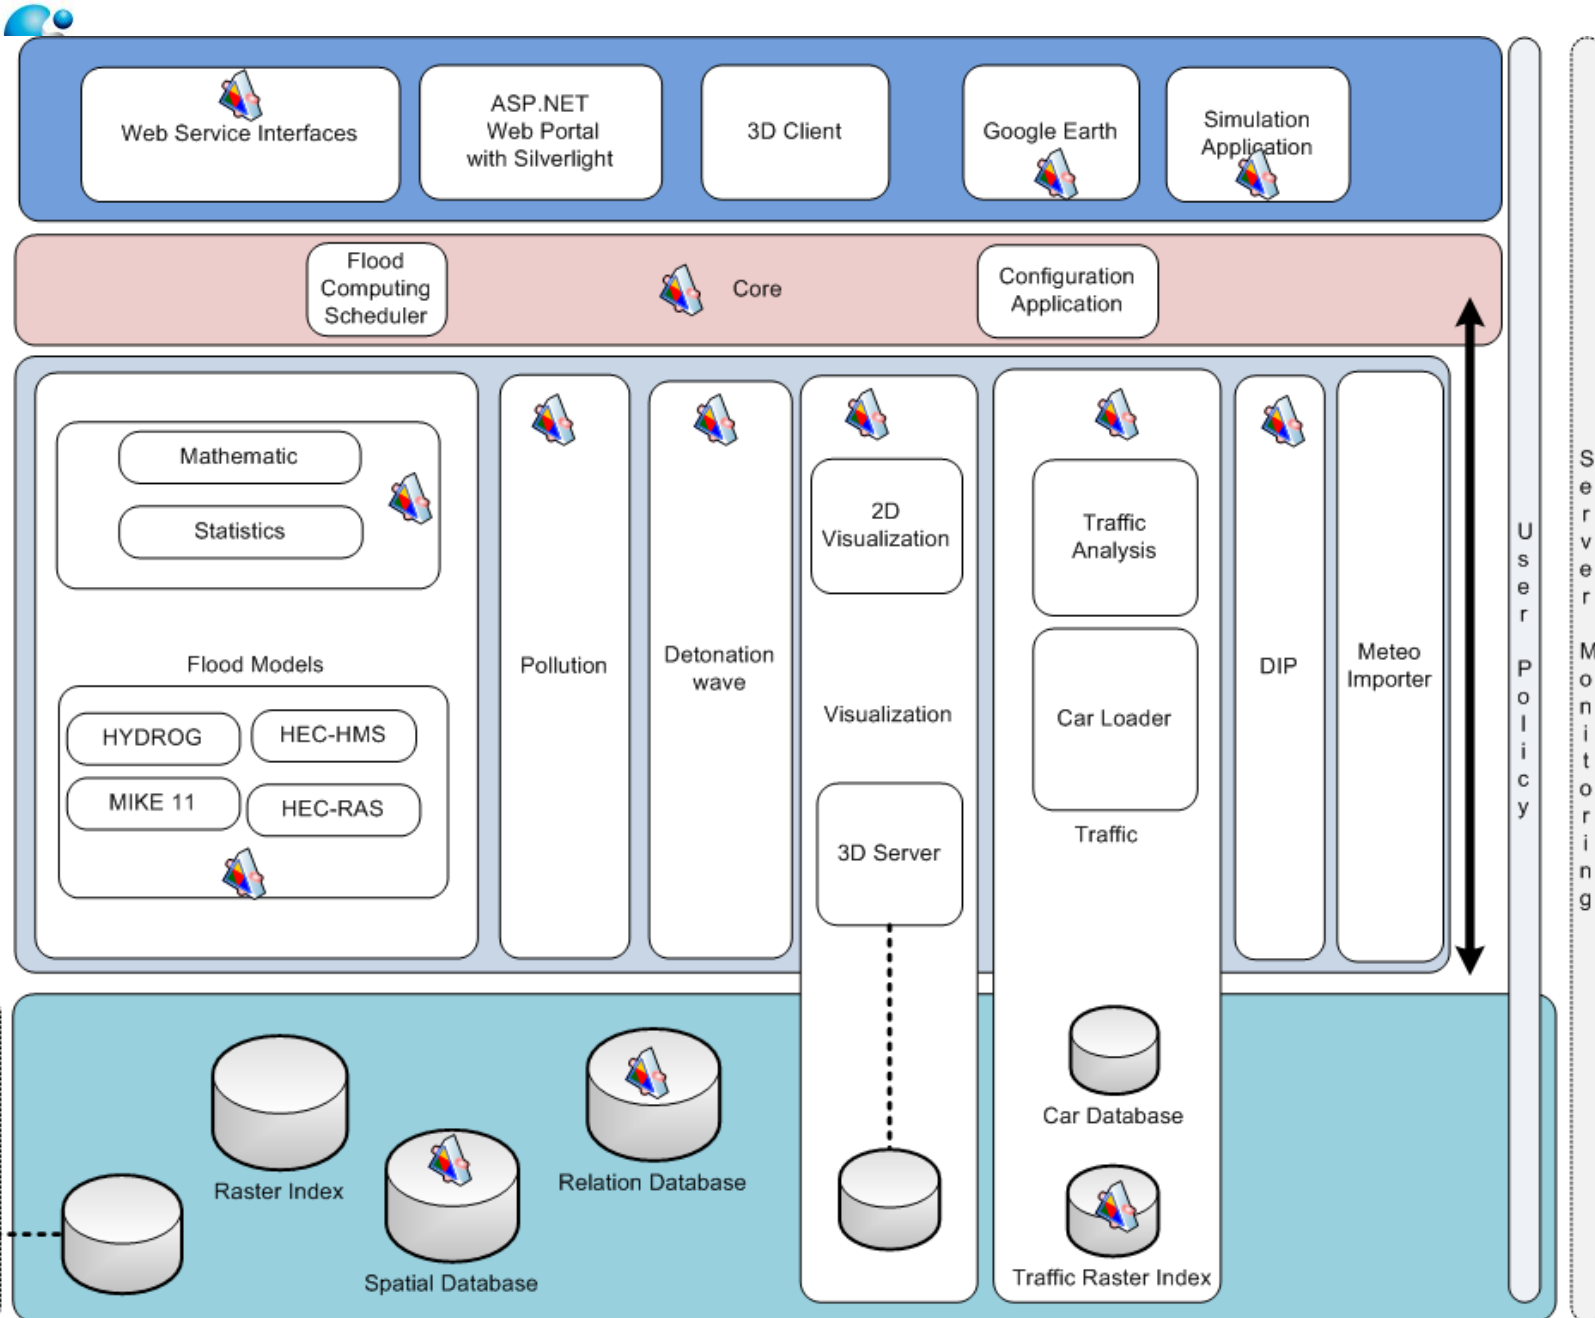 Web Service Interfaces
ASP.NET
Web Portal
with Silverlight
3D Client
Google Earth
Simulation
Application
Flood
Computing
Scheduler
Core
Configuration
Application
Mathematic
Statistics
Flood Models
HYDROG
HEC-HMS
MIKE 11
HEC-RAS
Pollution
Detonation
wave
2D
Visualization
Visualization
3D Server
Traffic
Analysis
Car Loader
Traffic
DIP
Meteo
Importer
User Policy
Server Monitoring
Raster Index
Spatial Database
Relation Database
Car Database
Traffic Raster Index